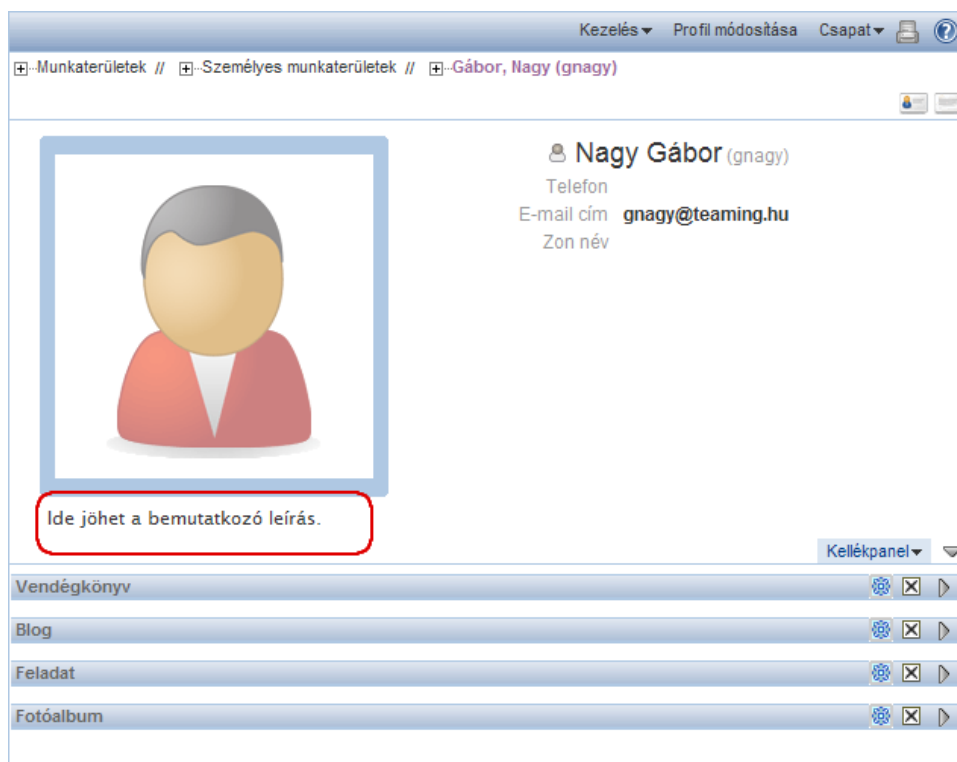 Kezelés Profil módosítása Csapat ?
Munkaterületek // Személyes munkaterületek // Gábor, Nagy (gnagy)
Nagy Gábor (gnagy)
Telefon
E-mail cím gnagy@teaming.hu
Zon név
Ide jöhet a bemutatkozó leírás.
Kellékpanel
Vendégkönyv
Blog
Feladat
Fotóalbum